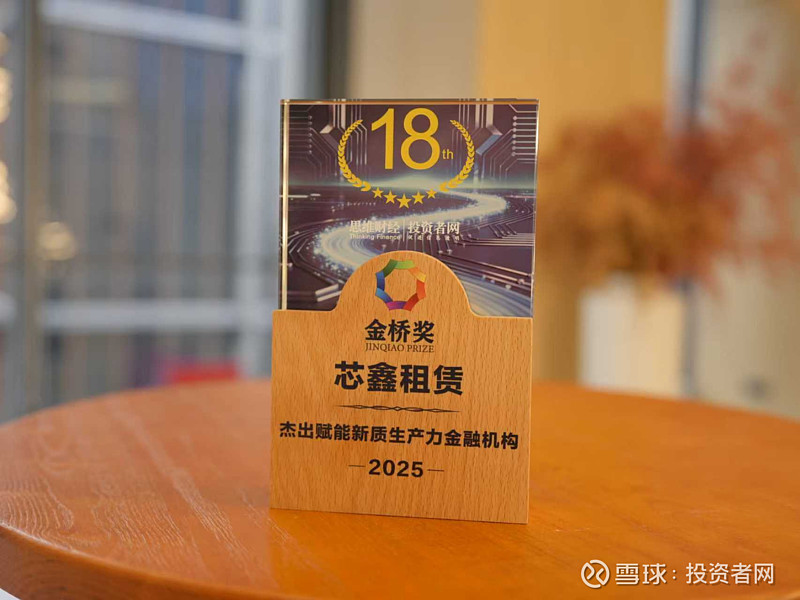 18th
思维财经|投资者网
Thinking Finance
金桥奖
JINQIAO PRIZE
芯鑫租赁
杰出赋能新质生产力金融机构
2025
雪球：投资者网